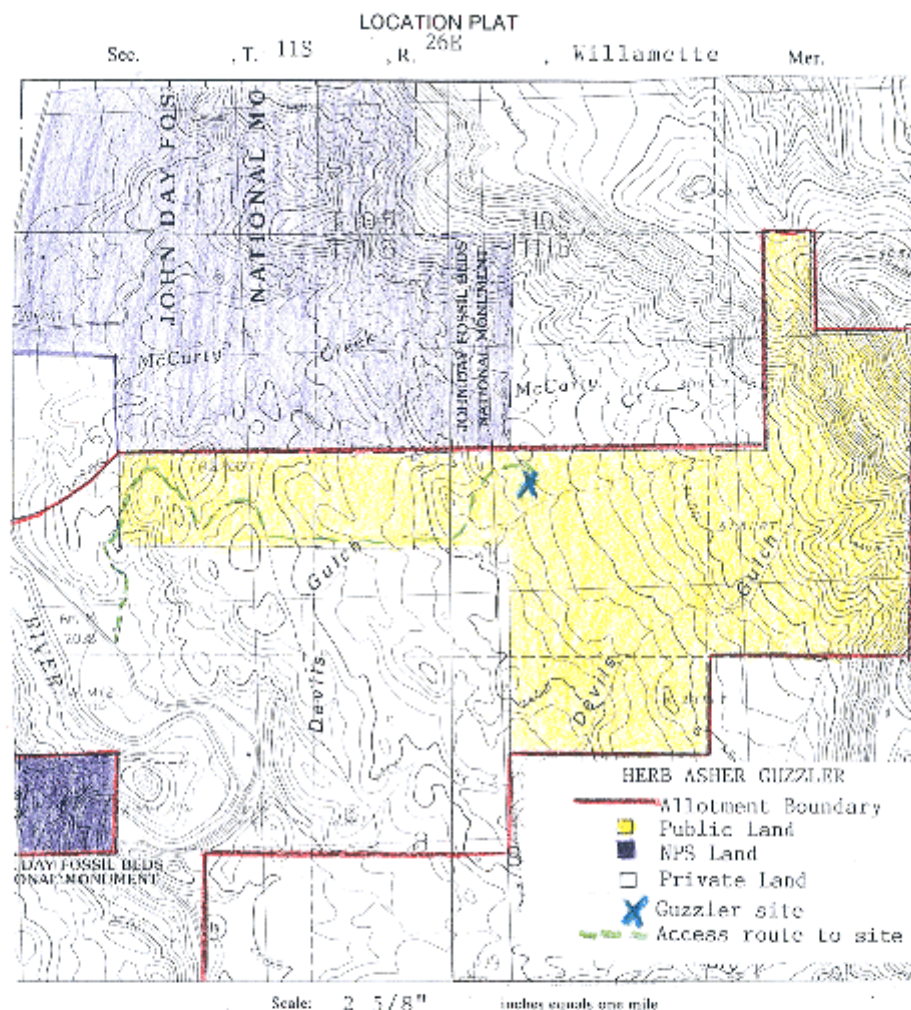 LOCATION PLAT
Sec. , T. 11S , R. 26E , Willamette Mer.
JOHN DAY FOS-
NATIONAL MO
T10S
T11S
JOHN DAY FOSSIL BEDS
NATIONAL MONUMENT
McCarty Creek
McCarty
Gulch
Devils
Gulch
Devils
RIVER
DAY FOSSIL BEDS
ONAL MONUMENT
HERB ASHER GUZZLER
Allotment Boundary
Public Land
NPS Land
Private Land
Guzzler site
Access route to site
Scale: 2 5/8" inches equals one mile